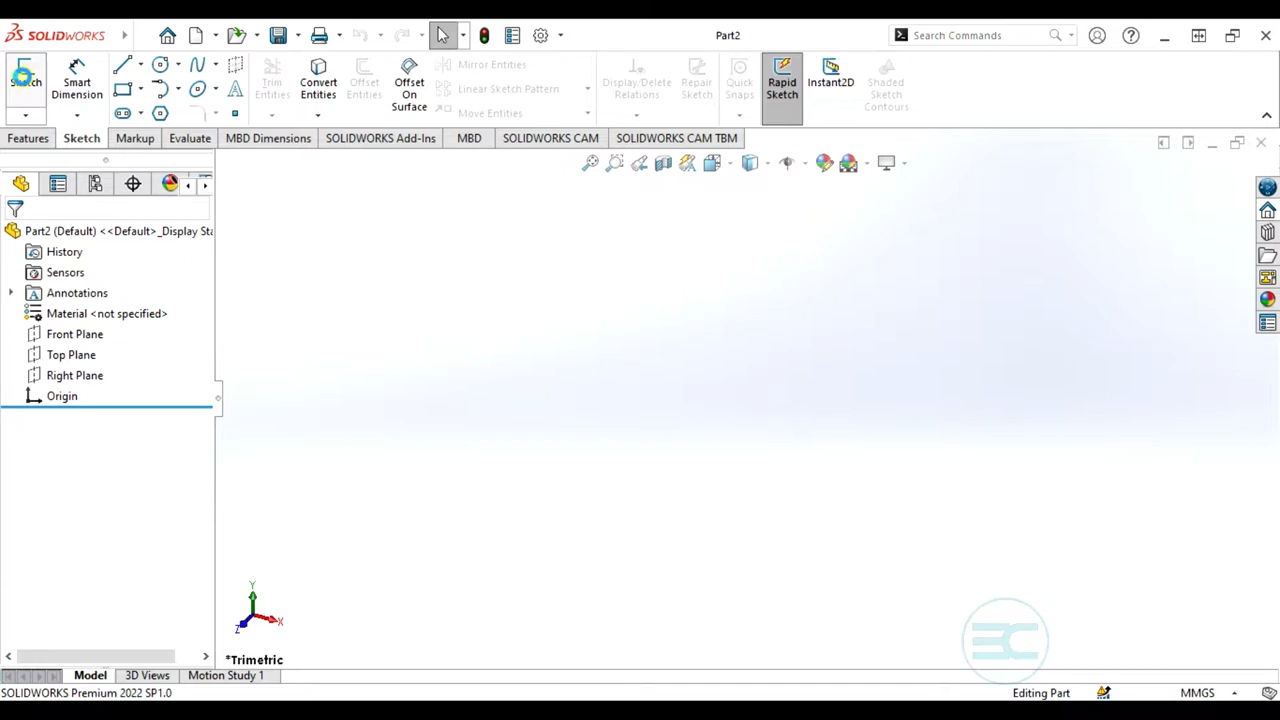 SOLIDWORKS
Part2
Search Commands
Sketch
Smart Dimension
Trim Entities
Convert Entities
Offset Entities
Offset On Surface
Mirror Entities
Linear Sketch Pattern
Move Entities
Display/Delete Relations
Repair Sketch
Quick Snaps
Rapid Sketch
Instant2D
Shaded Sketch Contours
Features
Sketch
Markup
Evaluate
MBD Dimensions
SOLIDWORKS Add-Ins
MBD
SOLIDWORKS CAM
SOLIDWORKS CAM TBM
Part2 (Default) <<Default>_Display Sta
History
Sensors
Annotations
Material <not specified>
Front Plane
Top Plane
Right Plane
Origin
Y
X
Z
*Trimetric
Model
3D Views
Motion Study 1
SOLIDWORKS Premium 2022 SP1.0
Editing Part
MMGS